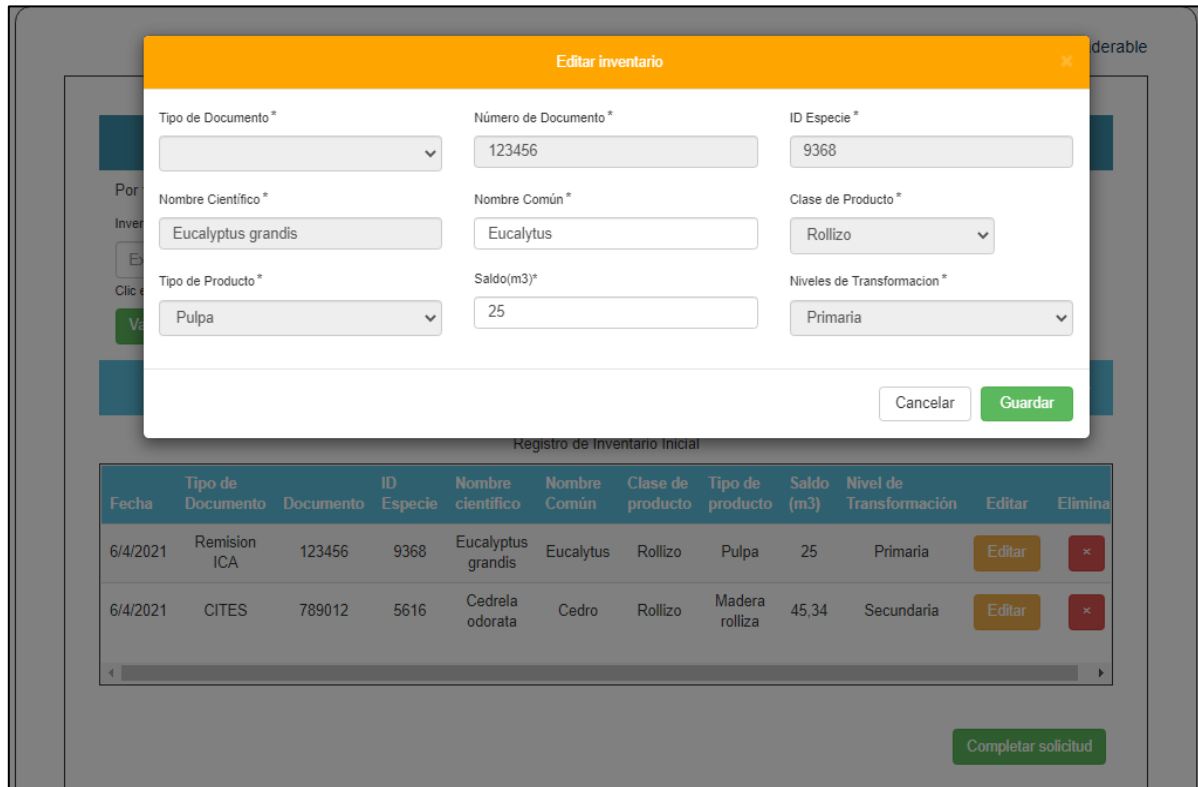 derable
Editar inventario
×
Tipo de Documento*
Número de Documento*
ID Especie*
123456
9368
Por
Nombre Científico*
Nombre Común*
Clase de Producto*
Inver
Eucalyptus grandis
Eucalytus
Rollizo
Tipo de Producto*
Saldo(m3)*
Niveles de Transformacion*
Clic e
Pulpa
25
Primaria
Va
Cancelar
Guardar
Registro de Inventario Inicial
Fecha
Tipo de
Documento
Documento
ID
Especie
Nombre
científico
Nombre
Común
Clase de
producto
Tipo de
producto
Saldo
(m3)
Nivel de
Transformación
Editar
Elimina
6/4/2021
Remision
ICA
123456
9368
Eucalyptus
grandis
Eucalytus
Rollizo
Pulpa
25
Primaria
Editar
×
6/4/2021
CITES
789012
5616
Cedrela
odorata
Cedro
Rollizo
Madera
rolliza
45,34
Secundaria
Editar
×
Completar solicitud